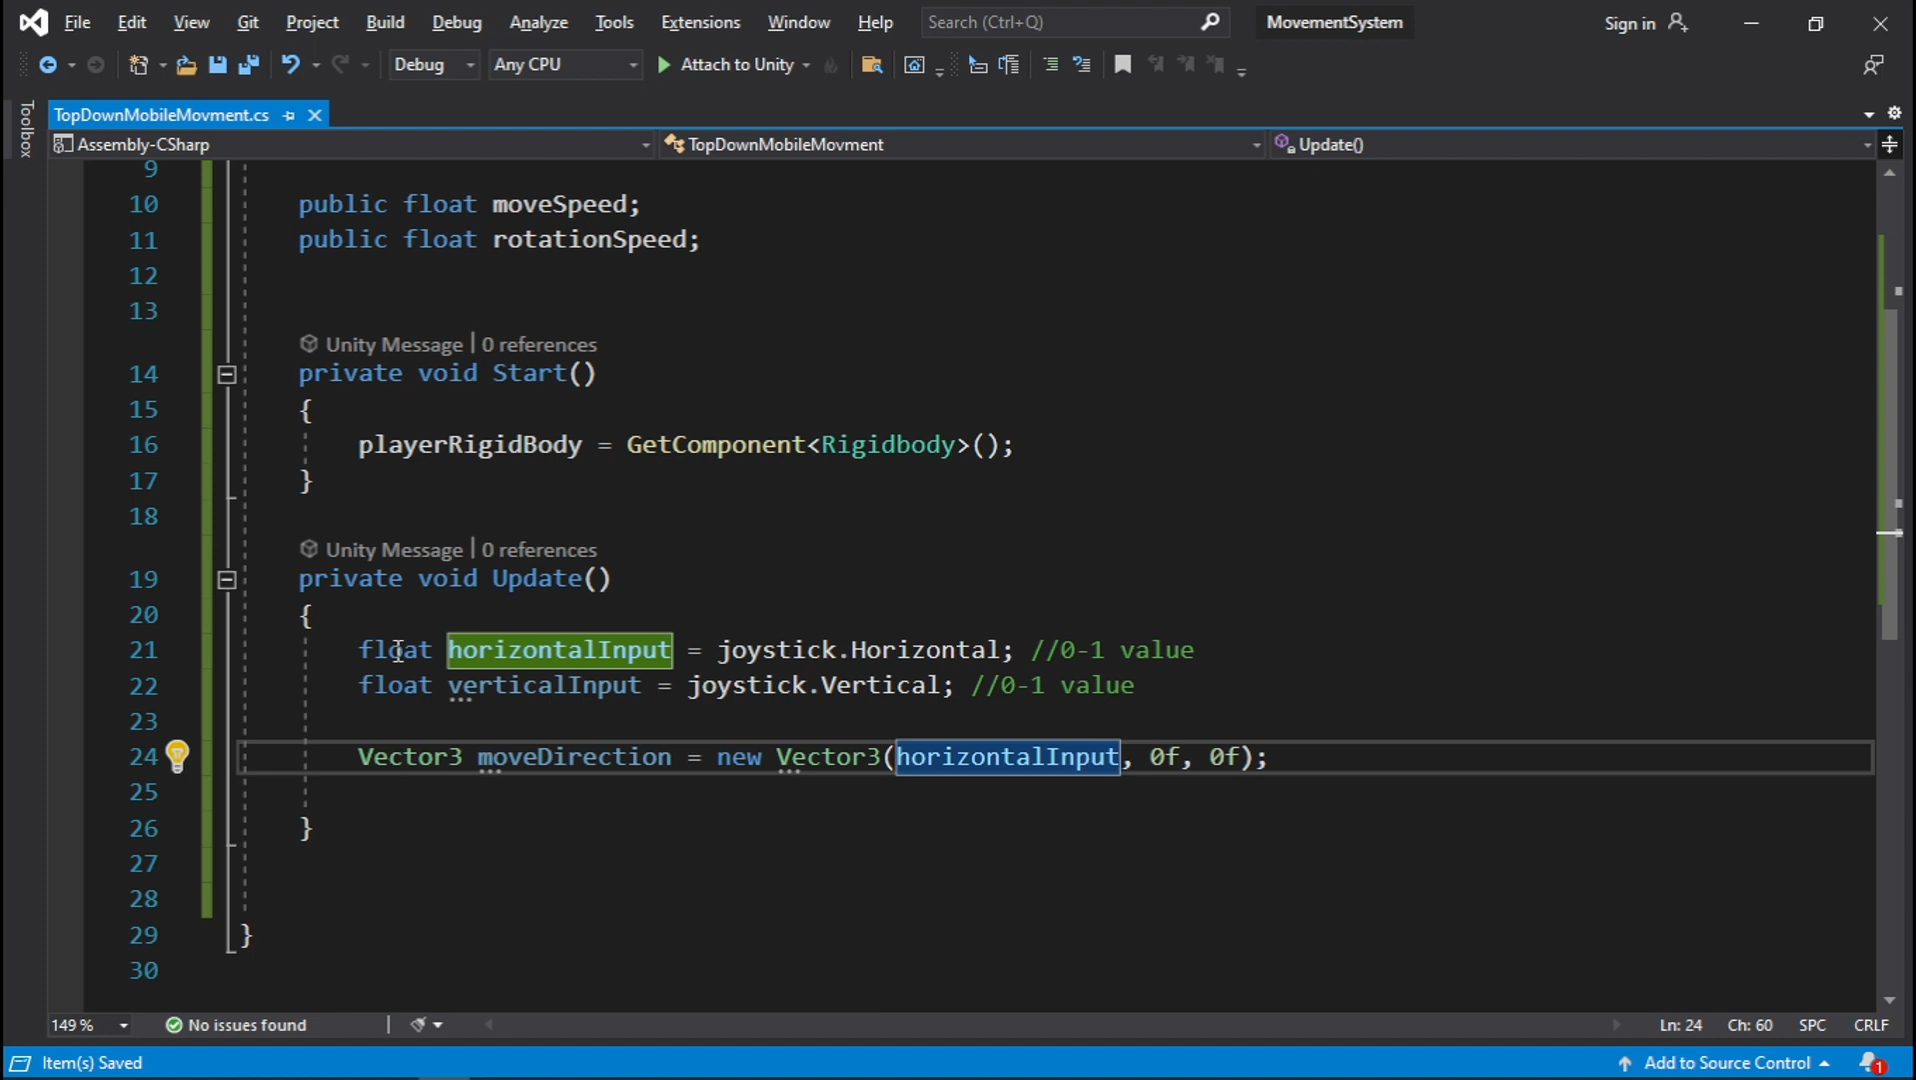 File Edit View Git Project Build Debug Analyze Tools Extensions Window Help Search (Ctrl+Q) MovementSystem Sign in
Debug Any CPU Attach to Unity
Toolbox
TopDownMobileMovment.cs
Assembly-CSharp TopDownMobileMovment Update()
9
10 public float moveSpeed;
11 public float rotationSpeed;
12
13
Unity Message | 0 references
14 private void Start()
15 {
16 playerRigidBody = GetComponent<Rigidbody>();
17 }
18
Unity Message | 0 references
19 private void Update()
20 {
21 float horizontalInput = joystick.Horizontal; //0-1 value
22 float verticalInput = joystick.Vertical; //0-1 value
23
24 Vector3 moveDirection = new Vector3(horizontalInput, 0f, 0f);
25
26 }
27
28
29 }
30
149 % No issues found Ln: 24 Ch: 60 SPC CRLF
Item(s) Saved Add to Source Control 1